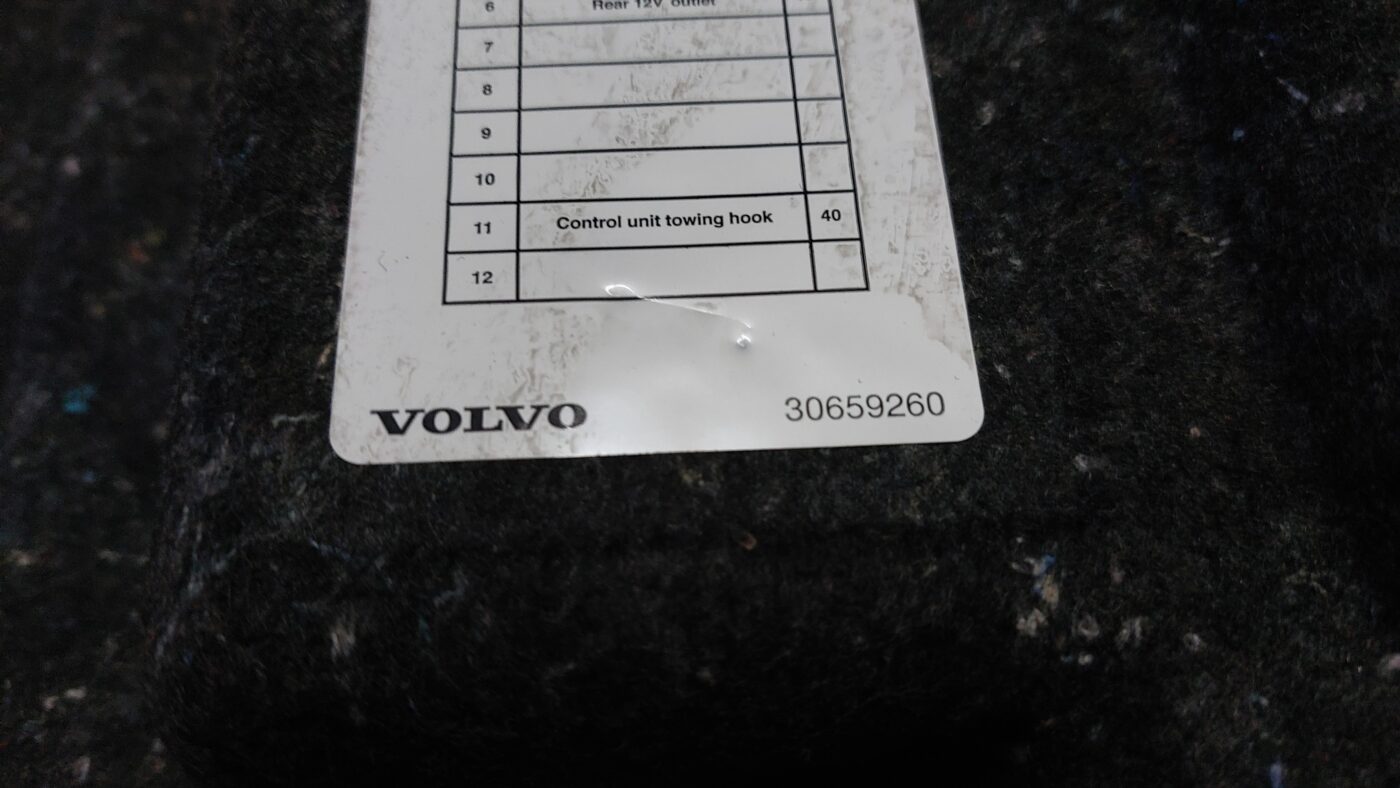 6 Rear 12V outlet
7
8
9
10
11 Control unit towing hook 40
12
VOLVO 30659260